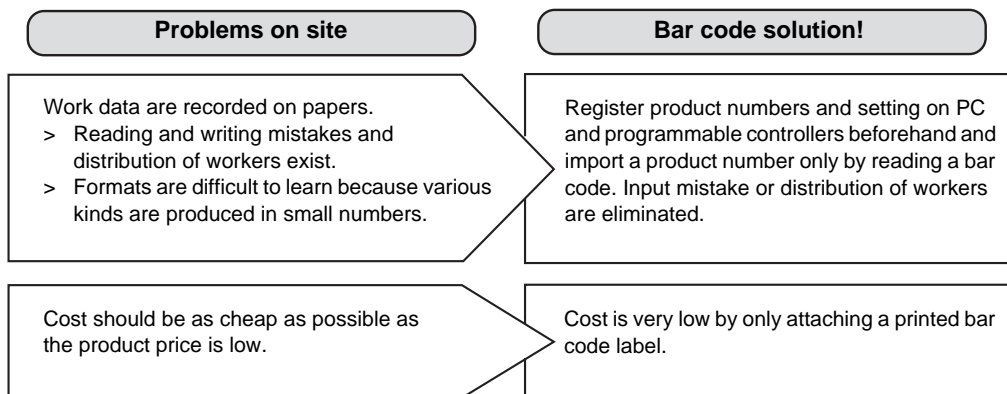 Problems on site
Bar code solution!
Work data are recorded on papers.
> Reading and writing mistakes and
distribution of workers exist.
> Formats are difficult to learn because various
kinds are produced in small numbers.
Register product numbers and setting on PC
and programmable controllers beforehand and
import a product number only by reading a bar
code. Input mistake or distribution of workers
are eliminated.
Cost should be as cheap as possible as
the product price is low.
Cost is very low by only attaching a printed bar
code label.